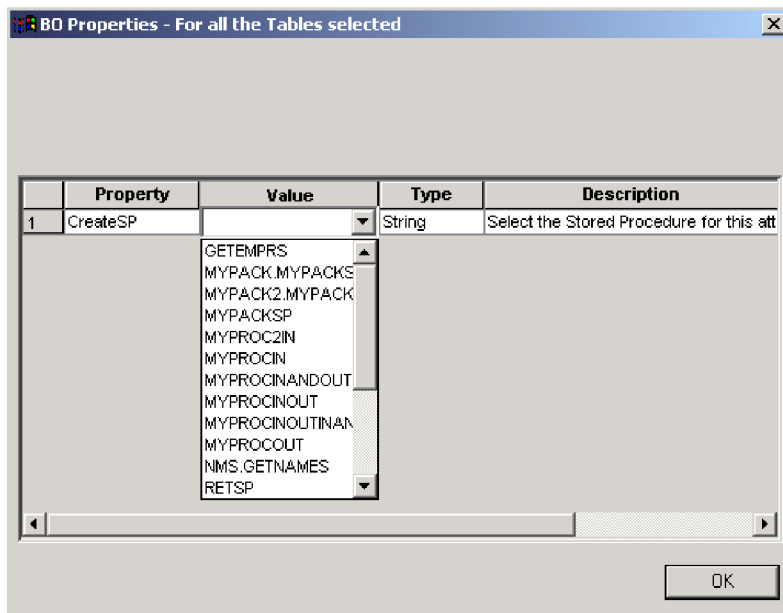 BO Properties - For all the Tables selected
Property Value Type Description
1 CreateSP String Select the Stored Procedure for this att
GETEMPRS
MYPACK.MYPACKS
MYPACK2.MYPACK
MYPACKSP
MYPROC2IN
MYPROCIN
MYPROCINANDOUT
MYPROCINOUT
MYPROCINOUTINAN
MYPROCOUT
NMS.GETNAMES
RETSP
OK